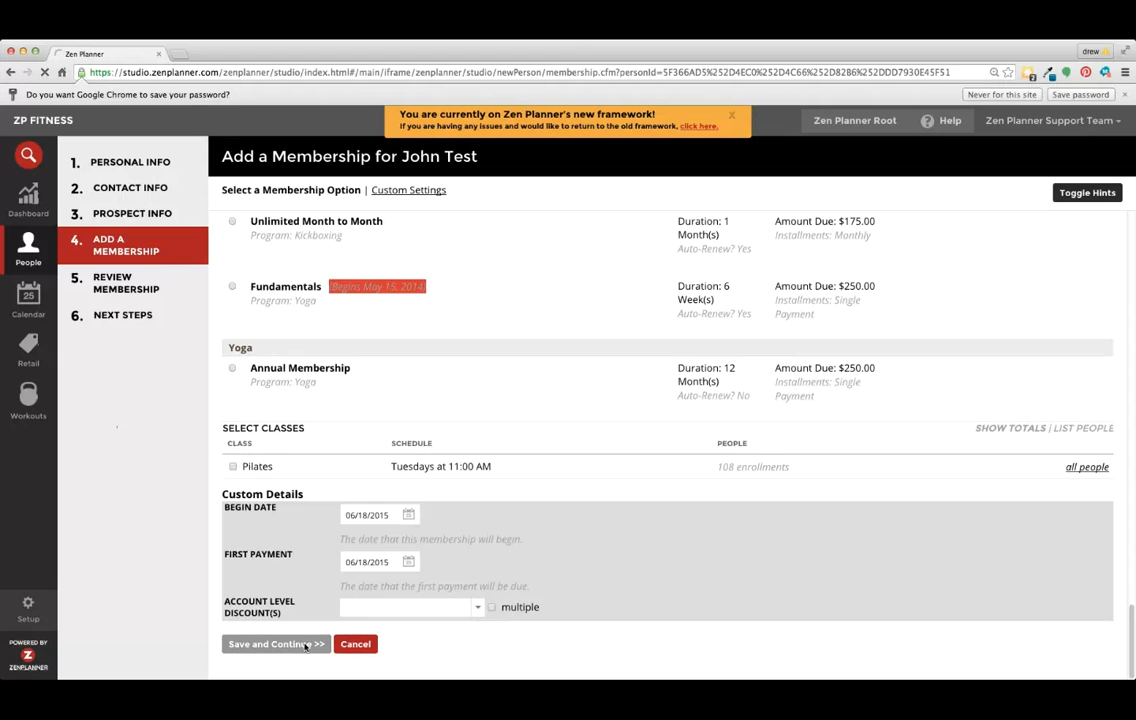 Zen Planner
drew
https://studio.zenplanner.com/zenplanner/studio/index.html#/main/iframe/zenplanner/studio/newPerson/membership.cfm?personId=5F366AD5%252D4EC0%252D4C66%252D82B6%252DDD7930E45F51
Do you want Google Chrome to save your password?
Never for this site
Save password
ZP FITNESS
You are currently on Zen Planner's new framework!
If you are having any issues and would like to return to the old framework, click here.
X
Zen Planner Root
Help
Zen Planner Support Team
Dashboard
People
25
Calendar
Retail
Workouts
Setup
POWERED BY
Z
ZENPLANNER
1. PERSONAL INFO
2. CONTACT INFO
3. PROSPECT INFO
4. ADD A
MEMBERSHIP
5. REVIEW
MEMBERSHIP
6. NEXT STEPS
Add a Membership for John Test
Select a Membership Option | Custom Settings
Toggle Hints
Unlimited Month to Month
Program: Kickboxing
Duration: 1
Month(s)
Auto-Renew? Yes
Amount Due: $175.00
Installments: Monthly
Fundamentals (Begins May 15, 2014)
Program: Yoga
Duration: 6
Week(s)
Auto-Renew? Yes
Amount Due: $250.00
Installments: Single
Payment
Yoga
Annual Membership
Program: Yoga
Duration: 12
Month(s)
Auto-Renew? No
Amount Due: $250.00
Installments: Single
Payment
SELECT CLASSES
SHOW TOTALS | LIST PEOPLE
CLASS SCHEDULE PEOPLE
Pilates Tuesdays at 11:00 AM 108 enrollments all people
Custom Details
BEGIN DATE
06/18/2015
The date that this membership will begin.
FIRST PAYMENT
06/18/2015
The date that the first payment will be due.
ACCOUNT LEVEL
DISCOUNT(S)
multiple
Save and Continue >>
Cancel